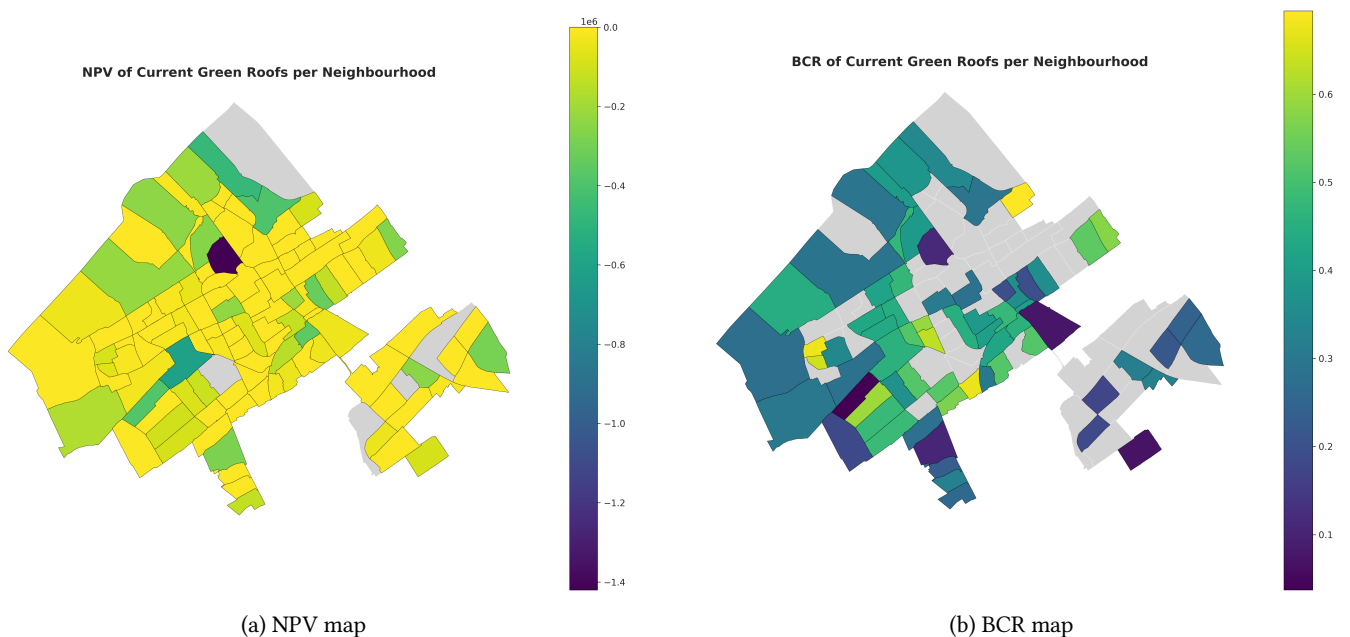 1e6
0.0
NPV of Current Green Roofs per Neighbourhood
−0.2
−0.4
−0.6
−0.8
−1.0
−1.2
−1.4
(a) NPV map
BCR of Current Green Roofs per Neighbourhood
0.6
0.5
0.4
0.3
0.2
0.1
(b) BCR map